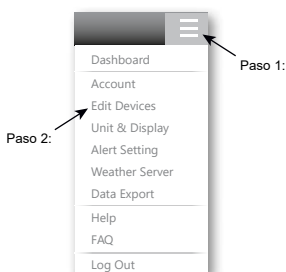 Paso 1:
Dashboard
Account
Edit Devices
Paso 2:
Unit & Display
Alert Setting
Weather Server
Data Export
Help
FAQ
Log Out